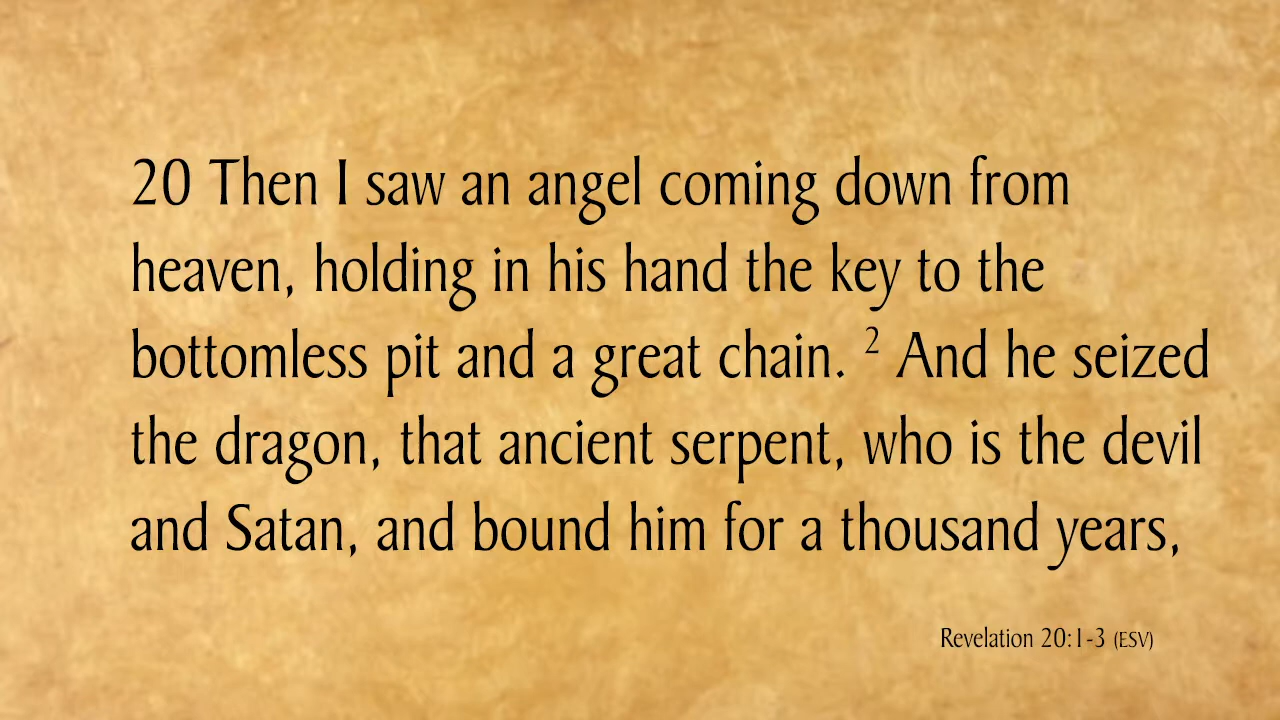 20 Then I saw an angel coming down from
heaven, holding in his hand the key to the
bottomless pit and a great chain. ² And he seized
the dragon, that ancient serpent, who is the devil
and Satan, and bound him for a thousand years,
Revelation 20:1-3 (ESV)